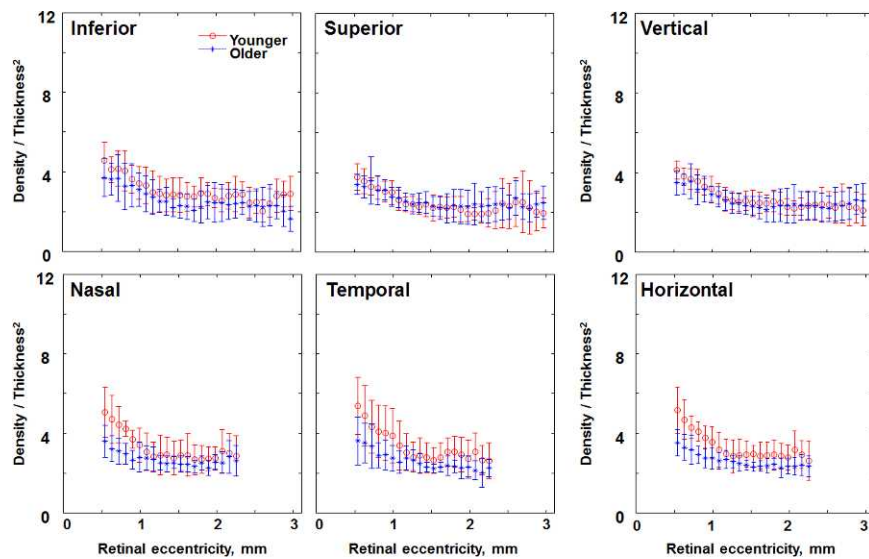 12
Inferior
Younger
Older
Superior
12
Vertical
Density / Thickness²
8
4
0
Density / Thickness²
8
4
0
12
Nasal
Temporal
12
Horizontal
Density / Thickness²
8
4
0
Density / Thickness²
8
4
0
0 1 2 3
0 1 2 3
0 1 2 3
Retinal eccentricity, mm
Retinal eccentricity, mm
Retinal eccentricity, mm